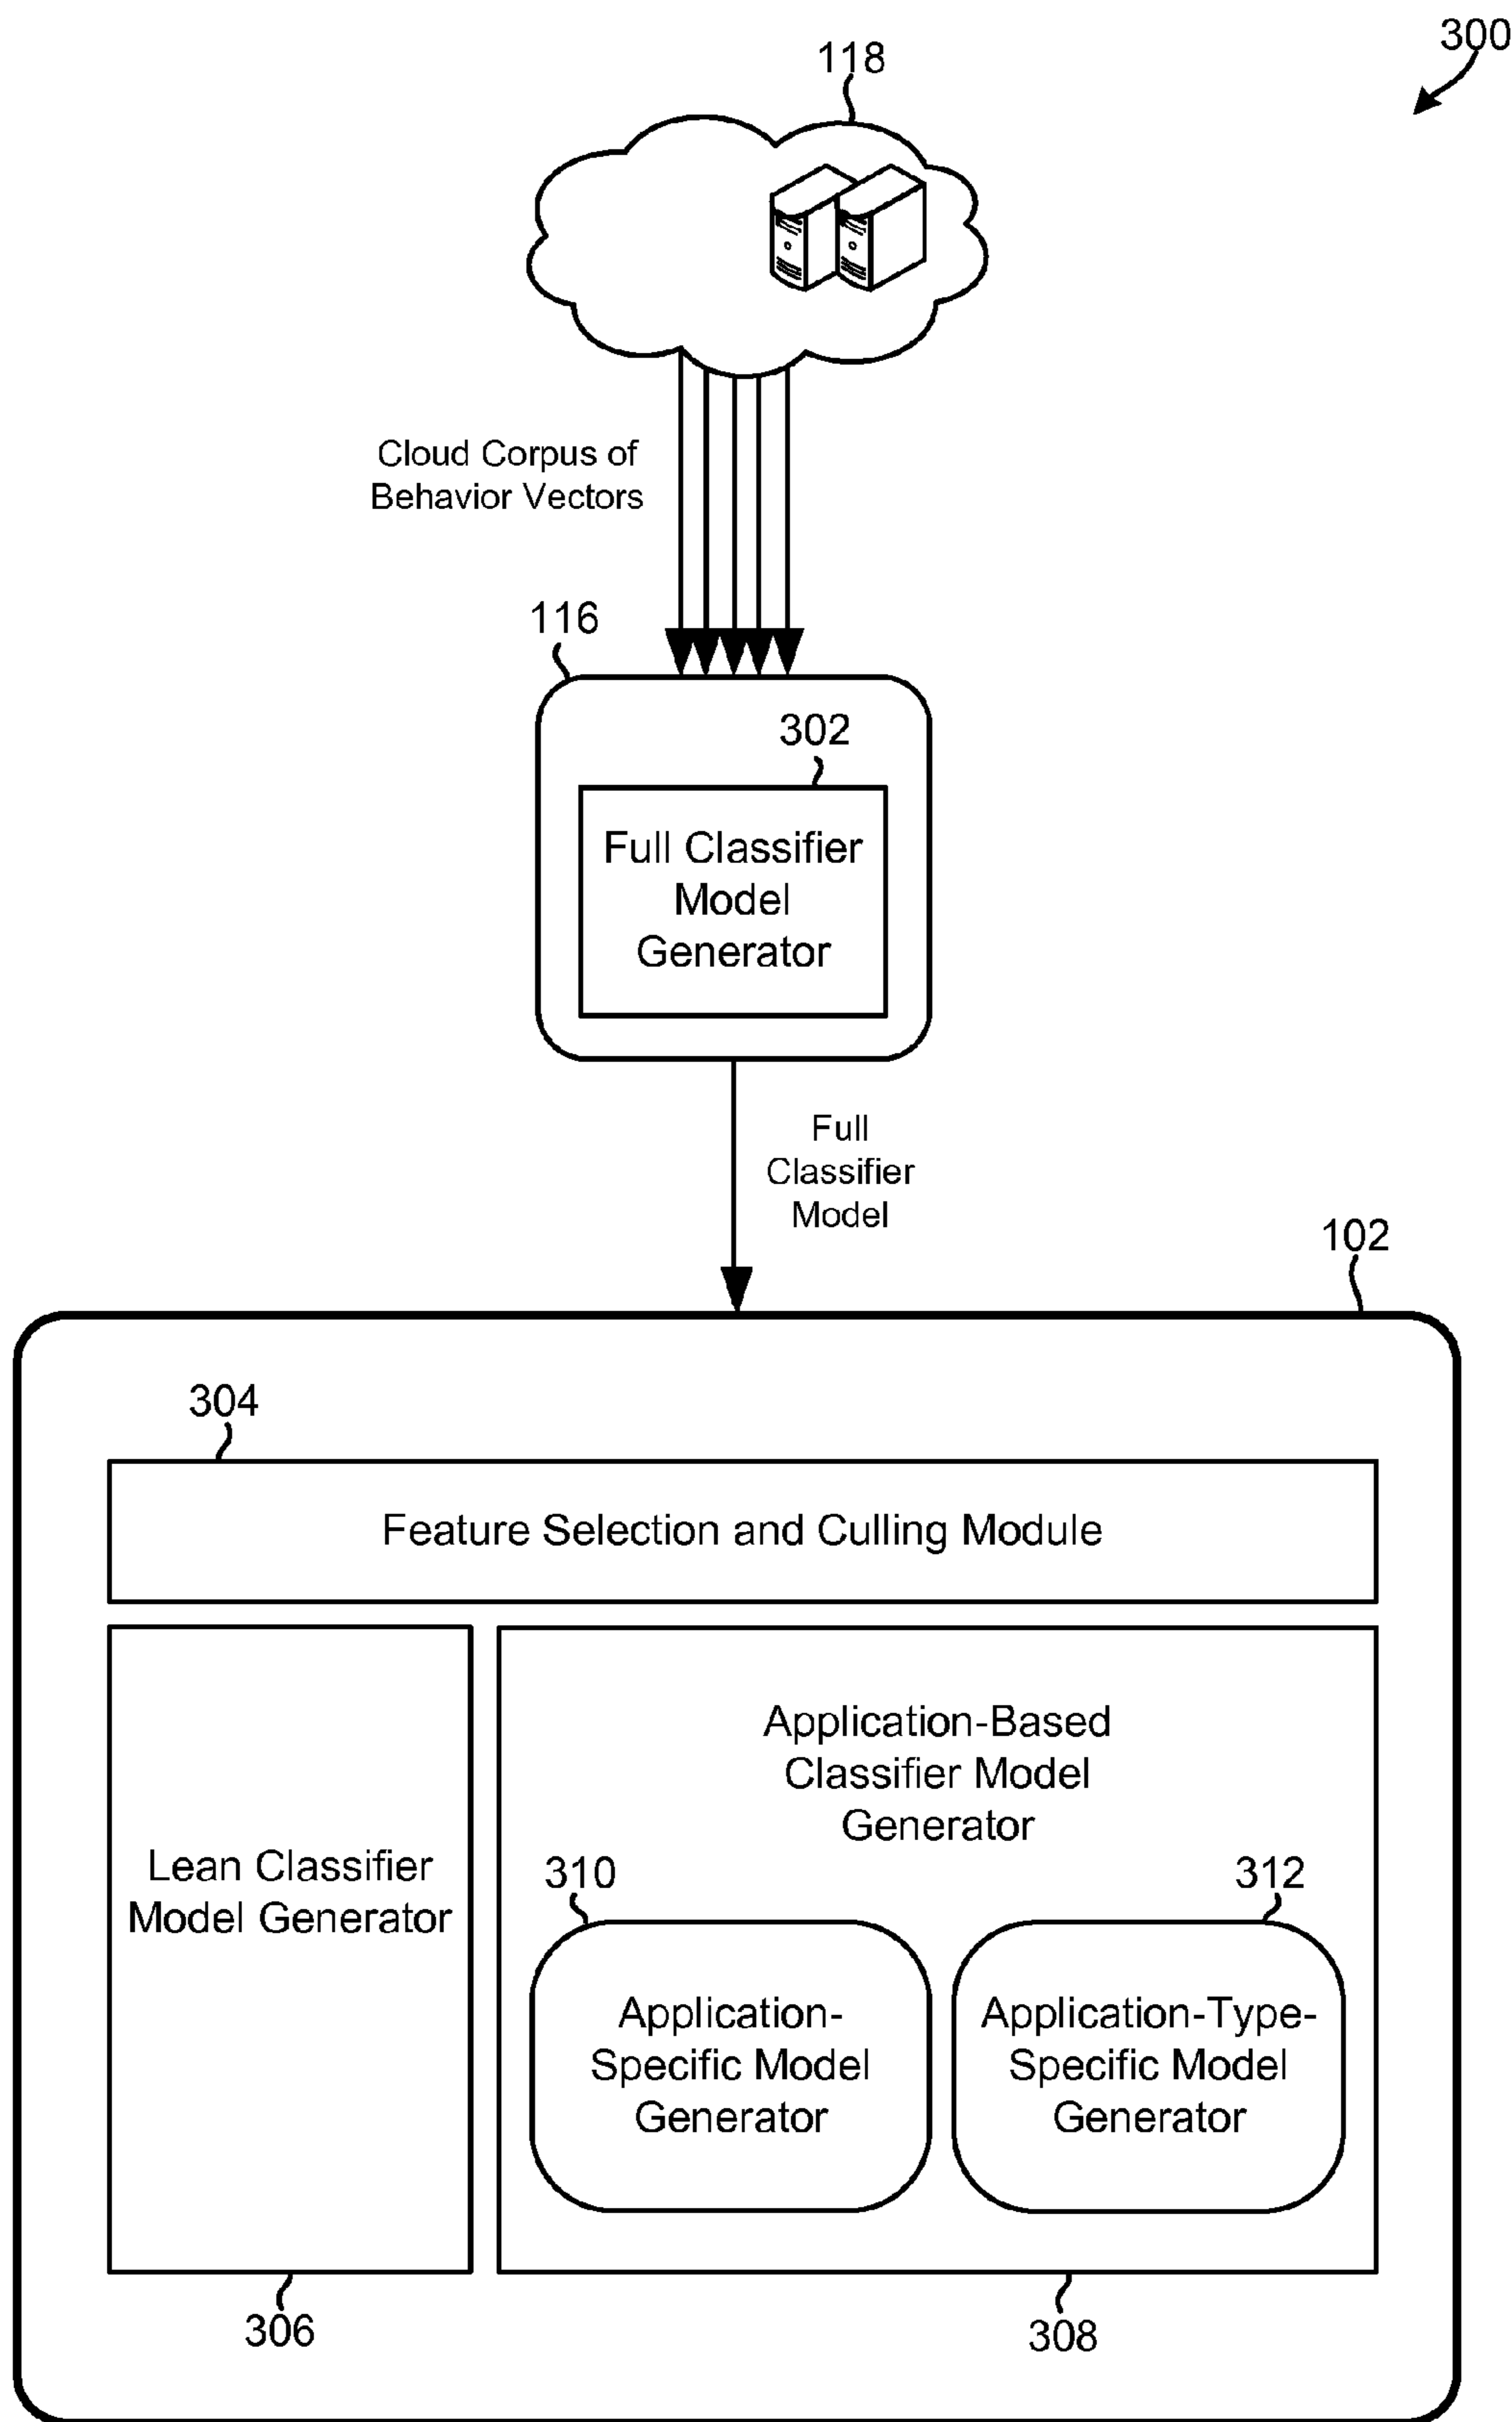 300
118
Cloud Corpus of
Behavior Vectors
116
302
Full Classifier
Model
Generator
Full
Classifier
Model
102
304
Feature Selection and Culling Module
Lean Classifier
Model Generator
Application-Based
Classifier Model
Generator
310
312
Application-
Specific Model
Generator
Application-Type-
Specific Model
Generator
306
308